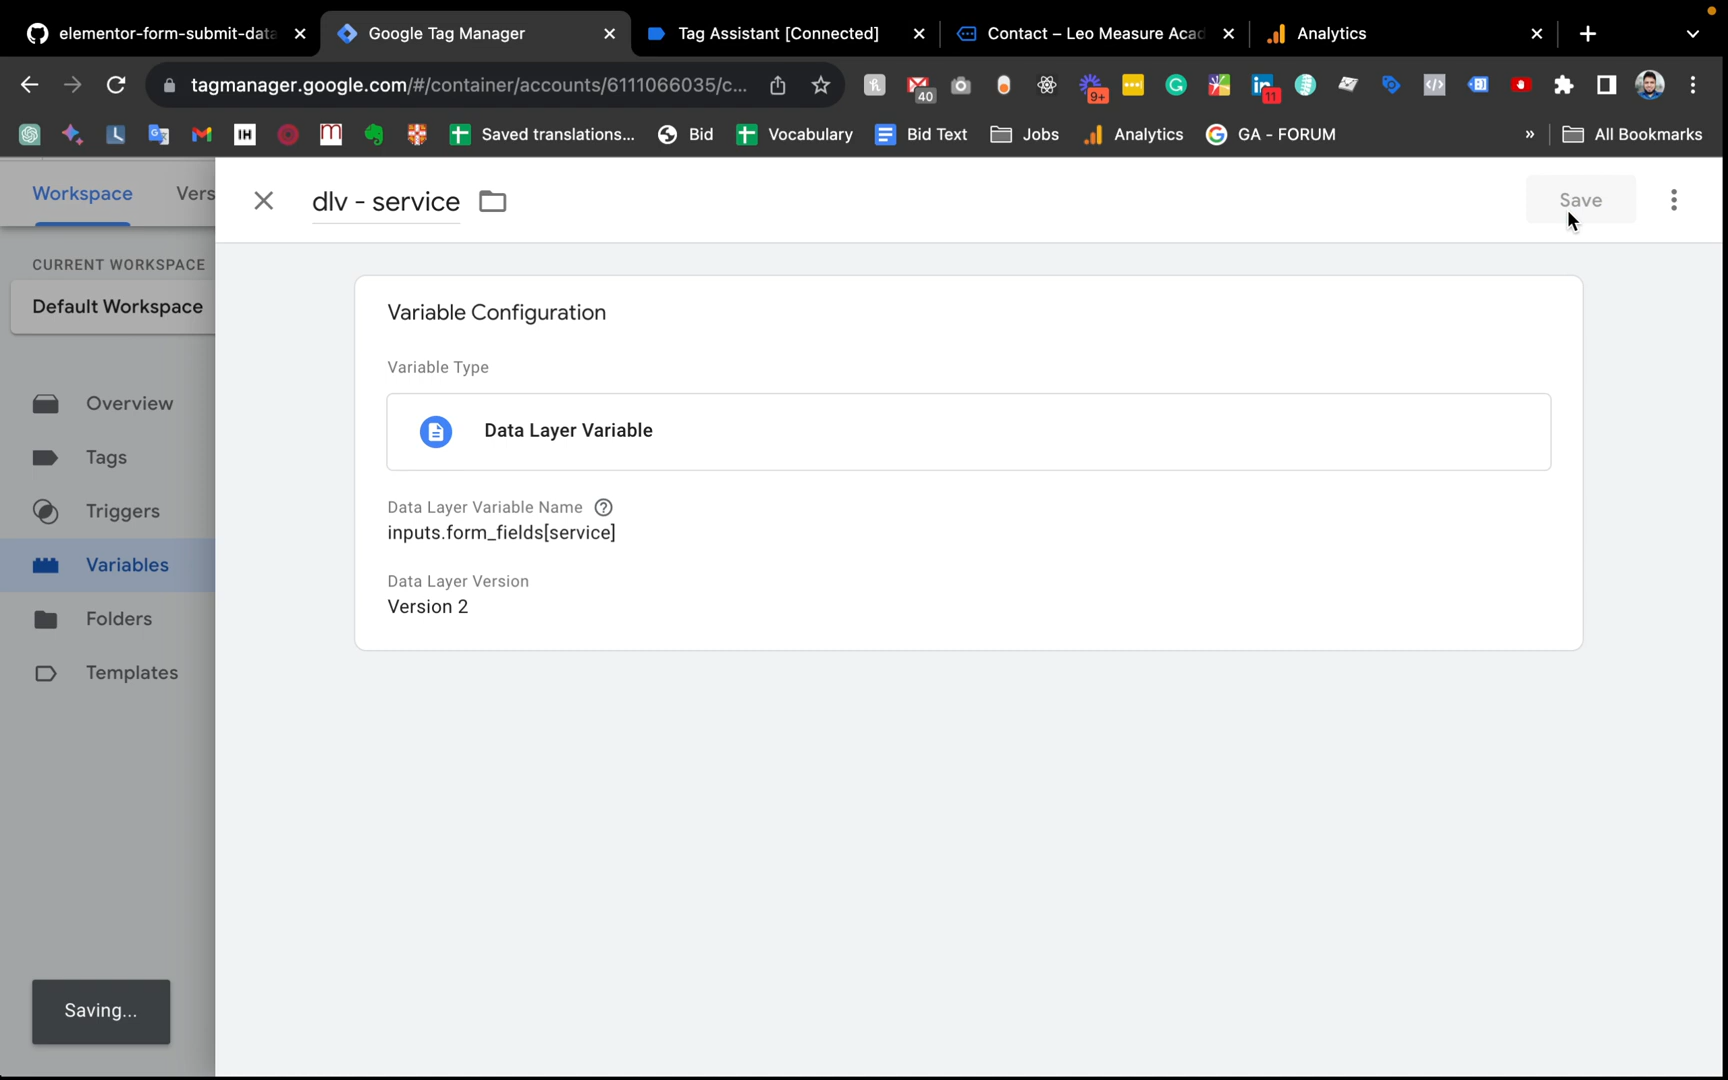 elementor-form-submit-data
Google Tag Manager
Tag Assistant [Connected]
Contact – Leo Measure Acad
Analytics
tagmanager.google.com/#/container/accounts/6111066035/c...
40
9+
11
IH
Saved translations...
Bid
Vocabulary
Bid Text
Jobs
Analytics
GA - FORUM
»
All Bookmarks
Workspace
Vers
dlv - service
Save
CURRENT WORKSPACE
Default Workspace
Overview
Tags
Triggers
Variables
Folders
Templates
Saving...
Variable Configuration
Variable Type
Data Layer Variable
Data Layer Variable Name
inputs.form_fields[service]
Data Layer Version
Version 2